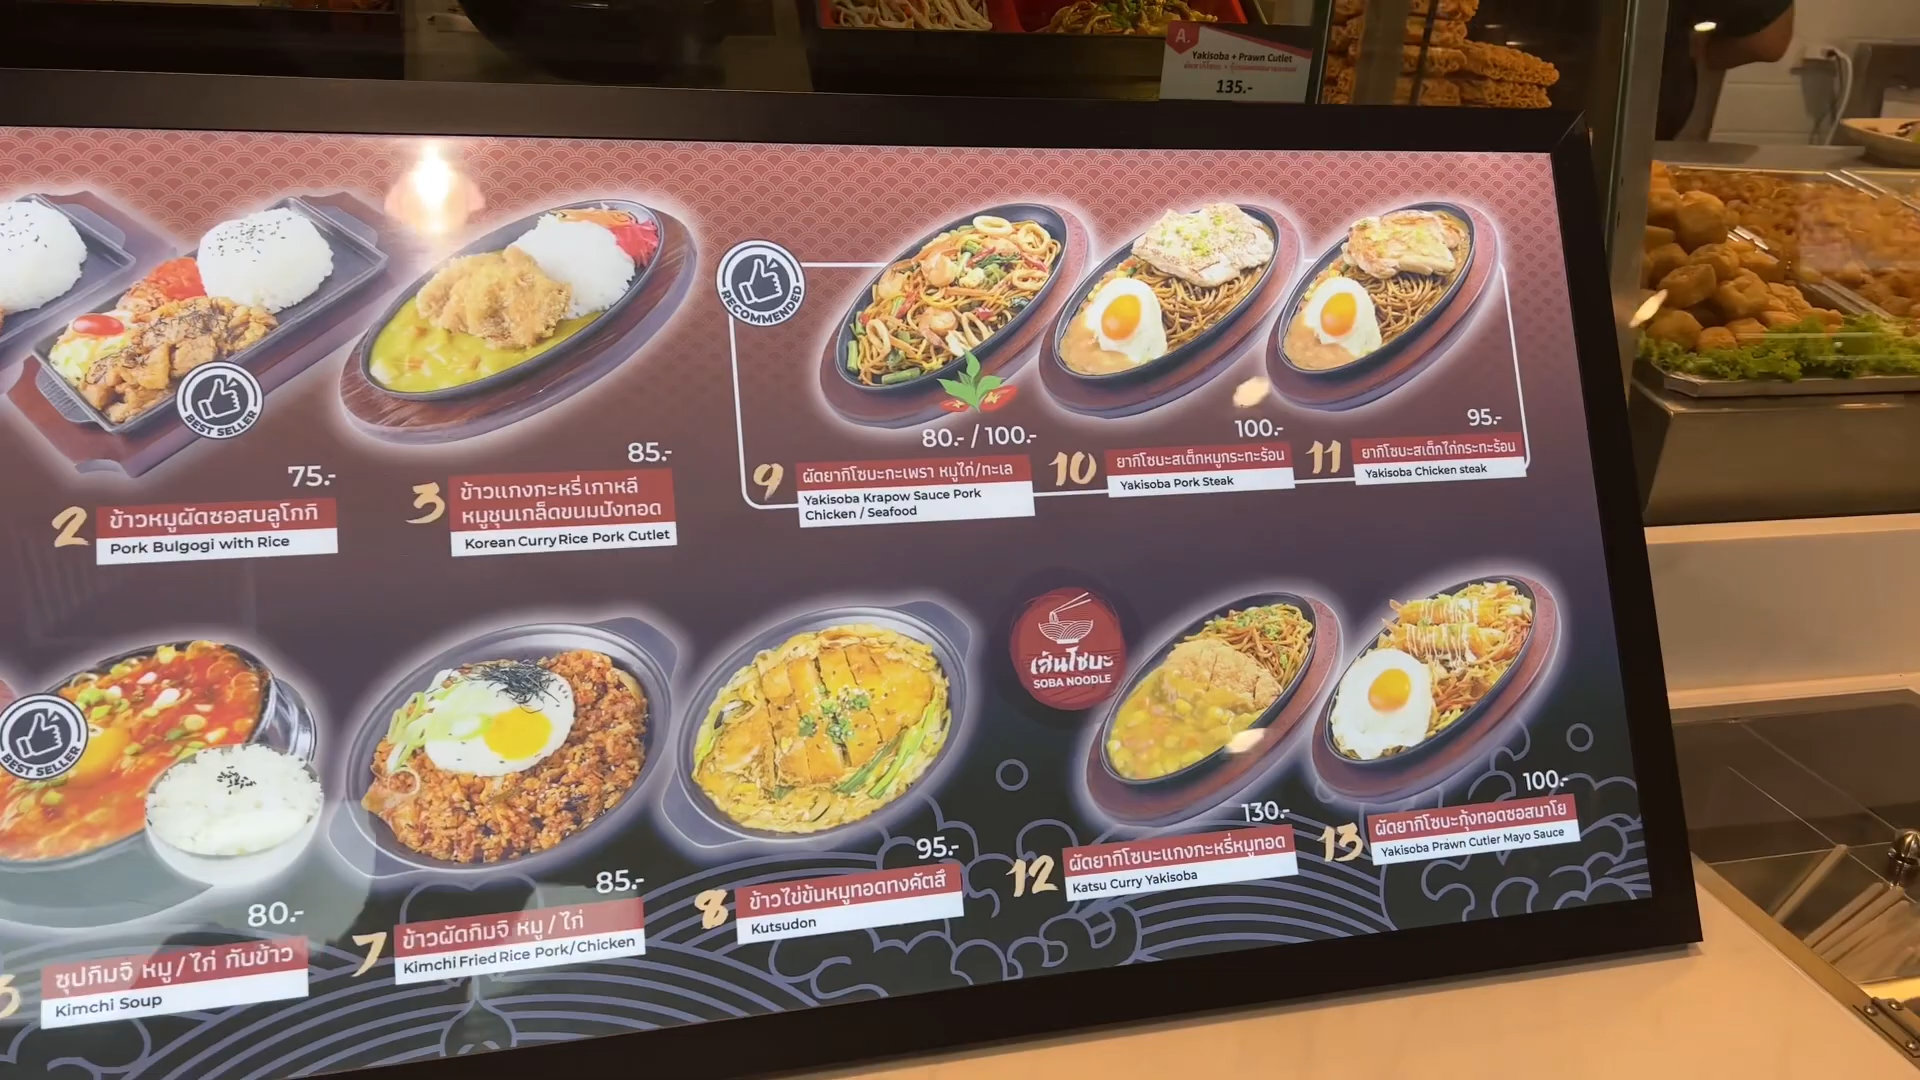 A.
Yakisoba + Prawn Cutlet
135.-
75.-
2
ข้าวหมูผัดซอสบลูโกกิ
Pork Bulgogi with Rice
BEST SELLER
85.-
3
ข้าวแกงกะหรี่เกาหลี
หมูชุบเกล็ดขนมปังทอด
Korean Curry Rice Pork Cutlet
RECOMMENDED
80.- / 100.-
9
ผัดยากิโซบะกะเพรา หมูไก่/ทะเล
Yakisoba Krapow Sauce Pork
Chicken / Seafood
100.-
10
ยากิโซบะสเต็กหมูกระทะร้อน
Yakisoba Pork Steak
95.-
11
ยากิโซบะสเต็กไก่กระทะร้อน
Yakisoba Chicken steak
BEST SELLER
80.-
ซุปกิมจิ หมู / ไก่ กับข้าว
Kimchi Soup
85.-
7
ข้าวผัดกิมจิ หมู / ไก่
Kimchi Fried Rice Pork/Chicken
95.-
8
ข้าวไข่ข้นหมูทอดทงคัตสึ
Kutsudon
เส้นโซบะ
SOBA NOODLE
130.-
12
ผัดยากิโซบะแกงกะหรี่หมูทอด
Katsu Curry Yakisoba
100.-
13
ผัดยากิโซบะกุ้งทอดซอสมาโย
Yakisoba Prawn Cutler Mayo Sauce